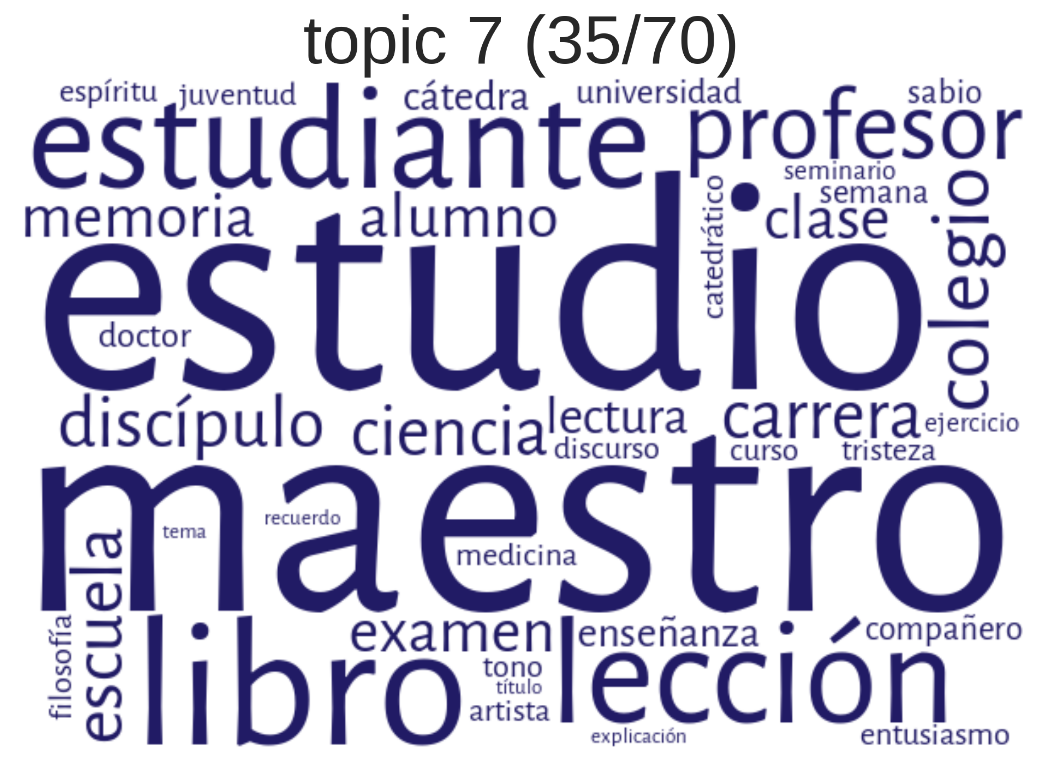 topic 7 (35/70)
espíritu juventud cátedra universidad sabio
estudiante profesor
seminario
semana
memoria alumno catedrático clase colegio
estudio
doctor
discípulo ciencia lectura carrera ejercicio
discurso curso tristeza
maestro
recuerdo
tema
medicina
escuela
filosofía
libro examen enseñanza compañero
lección
tono
título
artista
explicación entusiasmo